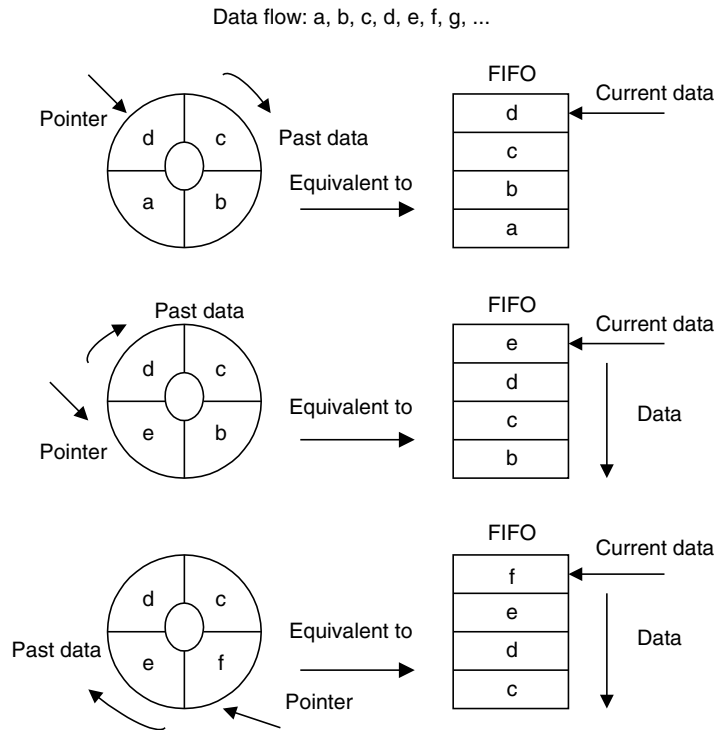 Data flow: a, b, c, d, e, f, g, ...
FIFO
Pointer
d
c
Past data
a
b
Equivalent to
d
c
b
a
Current data
Past data
FIFO
d
c
e
b
Pointer
Equivalent to
e
d
c
b
Current data
Data
FIFO
d
c
Past data
e
f
Pointer
Equivalent to
f
e
d
c
Current data
Data